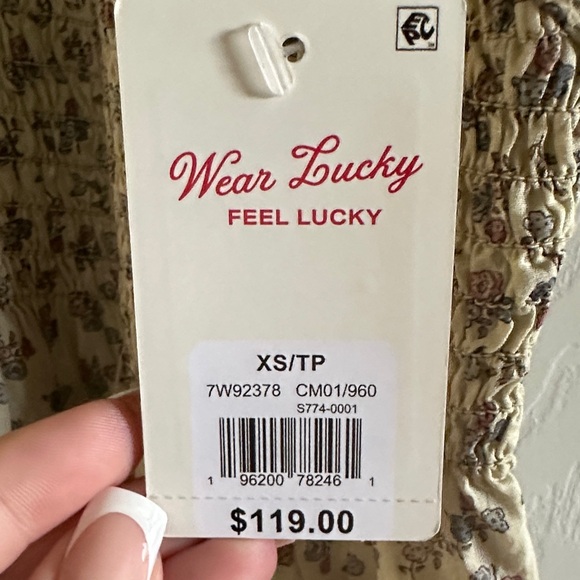 Wear Lucky
FEEL LUCKY
XS/TP
7W92378 CM01/960
S774-0001
1 96200 78246 1
$119.00